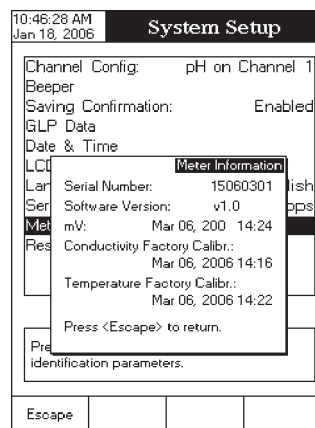 10:46:28 AM
Jan 18, 2006
System Setup
Channel Config: pH on Channel 1
Beeper
Saving Confirmation: Enabled
GLP Data
Date & Time
LCD
Lan lish
Ser ops
Met
Res
Meter Information
Serial Number: 15060301
Software Version: v1.0
mV: Mar 06, 200 14:24
Conductivity Factory Calibr.:
Mar 06, 2006 14:16
Temperature Factory Calibr.:
Mar 06, 2006 14:22
Press <Escape> to return.
Pre
identification parameters.
Escape